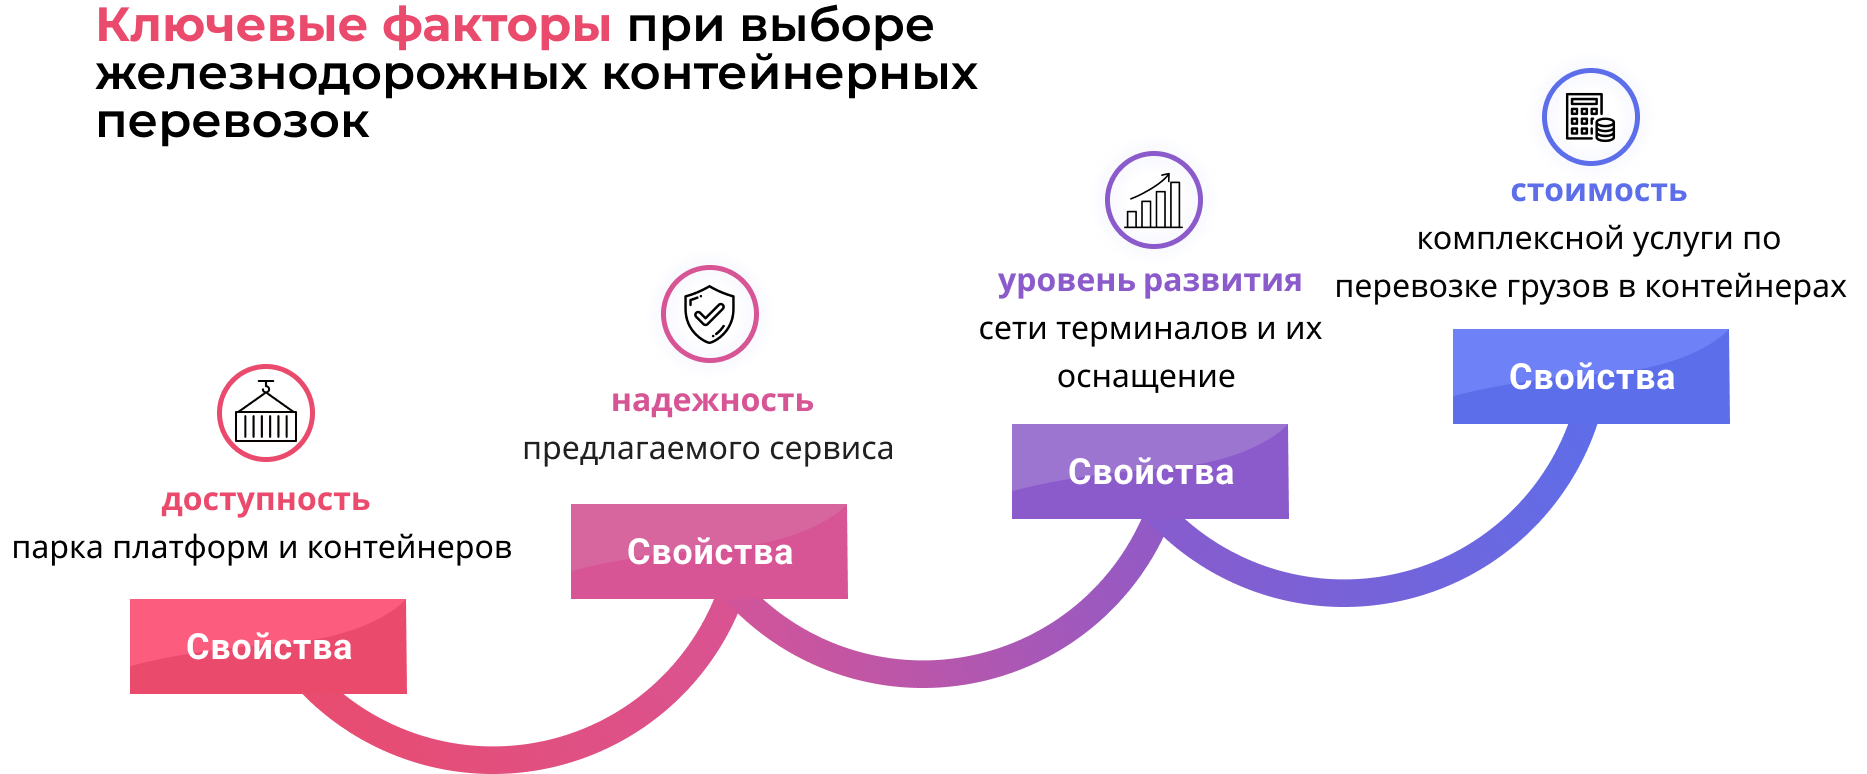 Ключевые факторы при выборе
железнодорожных контейнерных
перевозок
доступность
парка платформ и контейнеров
Свойства
надежность
предлагаемого сервиса
Свойства
уровень развития
сети терминалов и их
оснащение
Свойства
стоимость
комплексной услуги по
перевозке грузов в контейнерах
Свойства